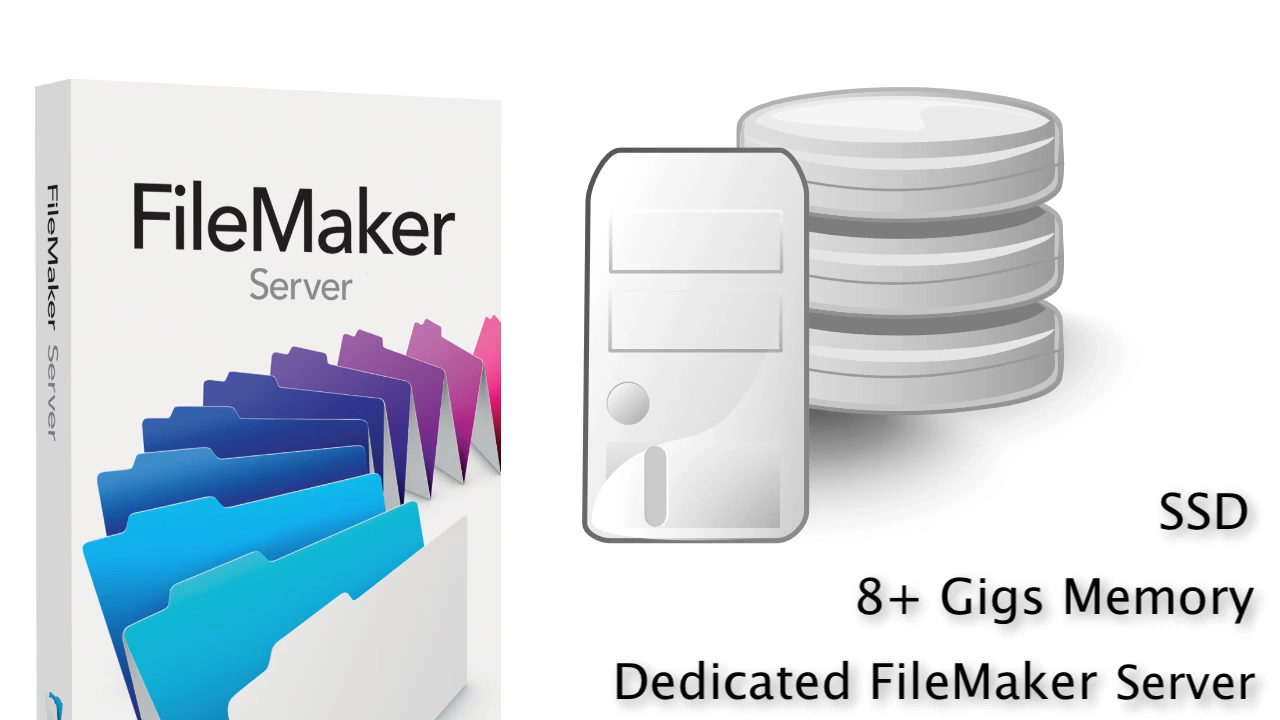 FileMaker Server
FileMaker
Server
SSD
8+ Gigs Memory
Dedicated FileMaker Server